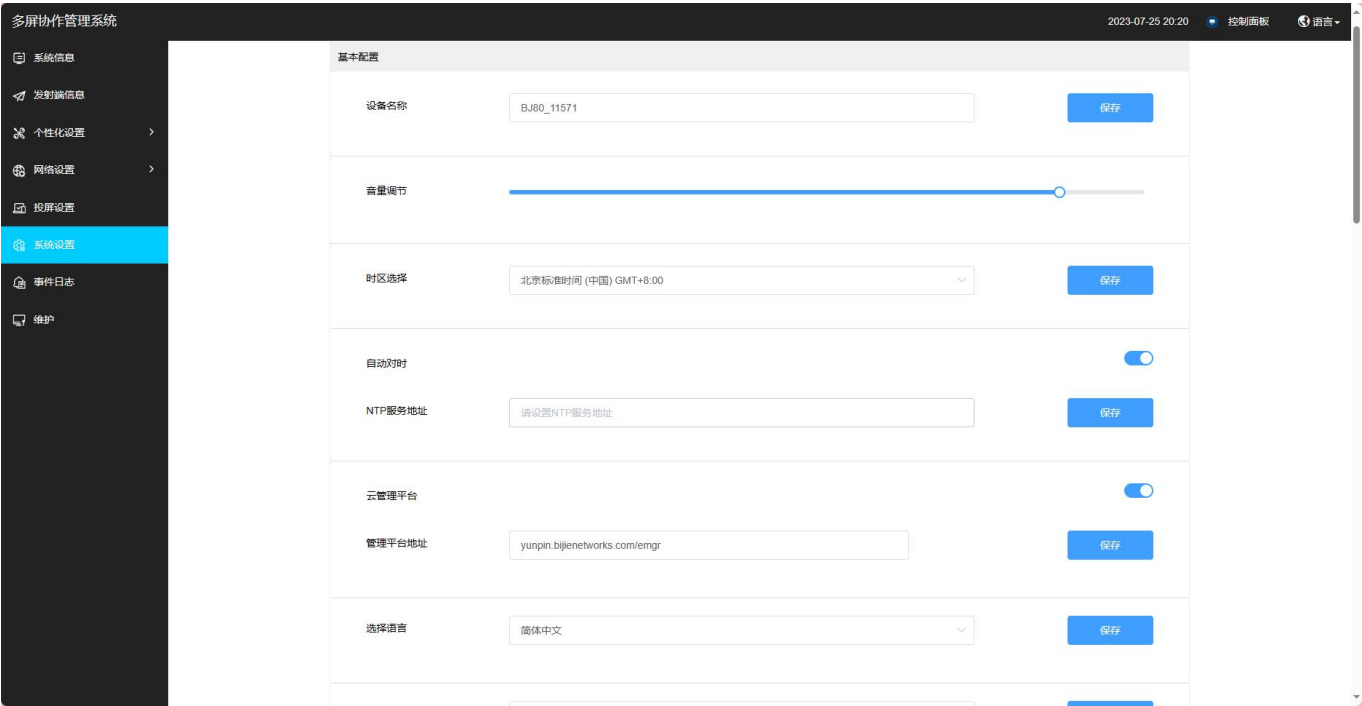 多屏协作管理系统
2023-07-25 20:20 控制面板 语言
系统信息
发射端信息
个性化设置
网络设置
投屏设置
系统设置
事件日志
维护
基本配置
设备名称 BJ80_11571 保存
音量调节
时区选择 北京标准时间 (中国) GMT+8:00 保存
自动对时
NTP服务地址 请设置NTP服务地址 保存
云管理平台
管理平台地址 yunpin.bijienetworks.com/emgr 保存
选择语言 简体中文 保存